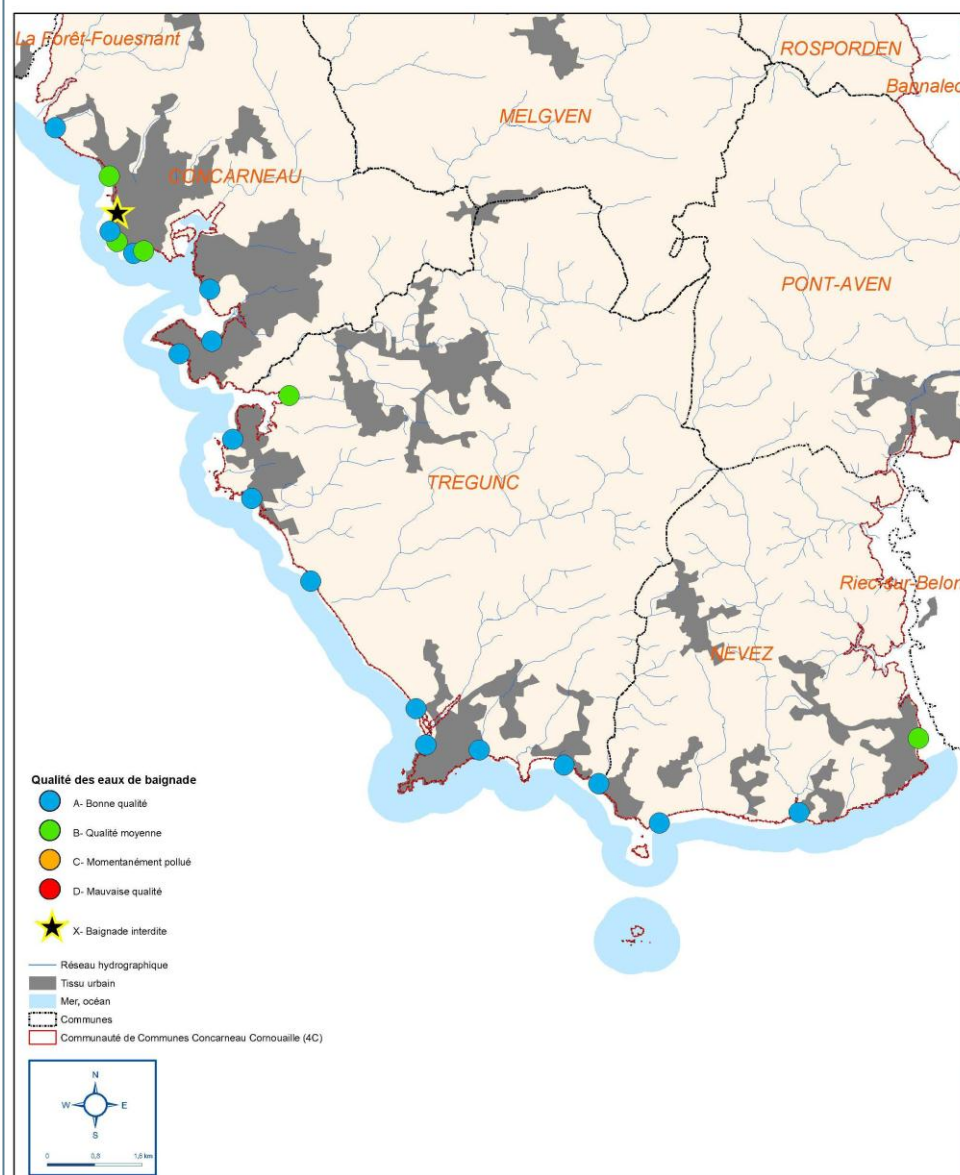 La Forêt-Fouesnant
ROSPORDEN
Bannalec
MELGVEN
CONCARNEAU
PONT-AVEN
TREGUNC
Riec-sur-Belon
NEVEZ
Qualité des eaux de baignade
A- Bonne qualité
B- Qualité moyenne
C- Momentanément pollué
D- Mauvaise qualité
X- Baignade interdite
Réseau hydrographique
Tissu urbain
Mer, océan
Communes
Communauté de Communes Concarneau Cornouaille (4C)
N
W E
S
0 0,8 1,6 km